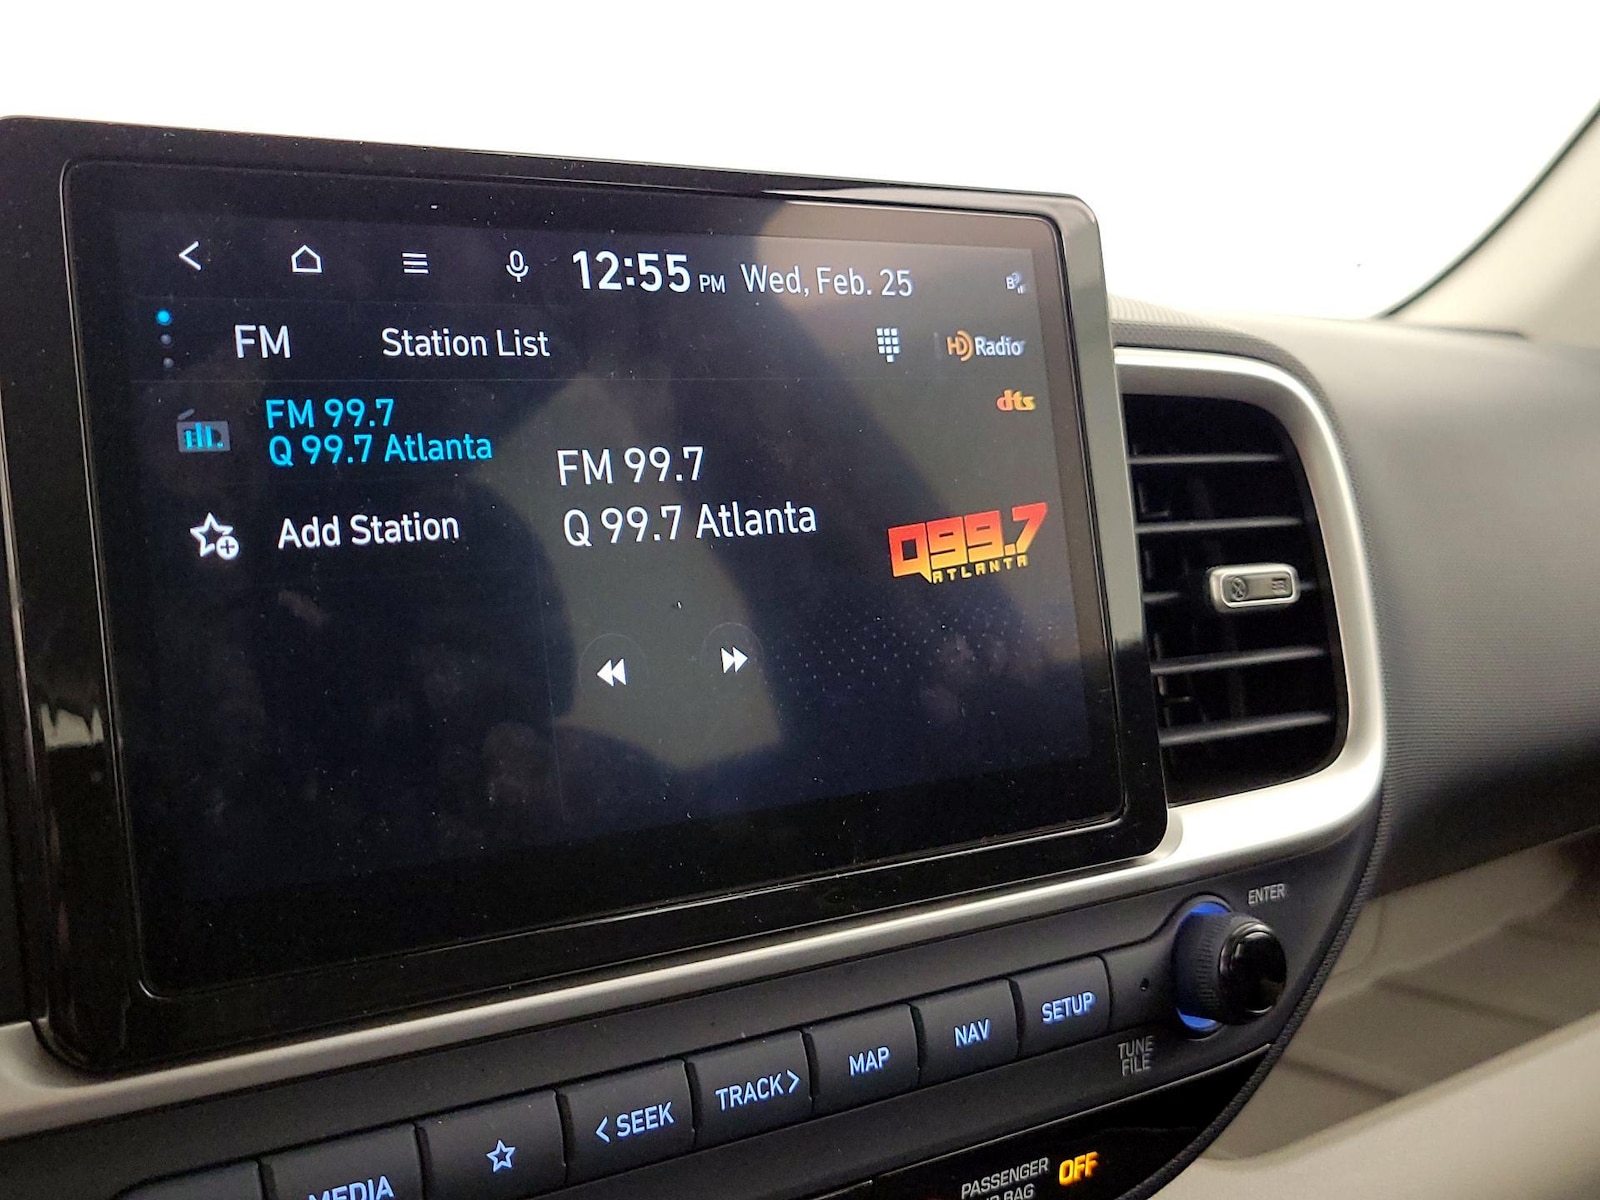 12:55 PM Wed, Feb. 25
FM Station List HD Radio
dts
FM 99.7
Q 99.7 Atlanta
Add Station
FM 99.7
Q 99.7 Atlanta
Q99.7
ATLANTA
ENTER
TUNE
FILE
MEDIA
< SEEK
TRACK >
MAP
NAV
SETUP
PASSENGER OFF
BAG